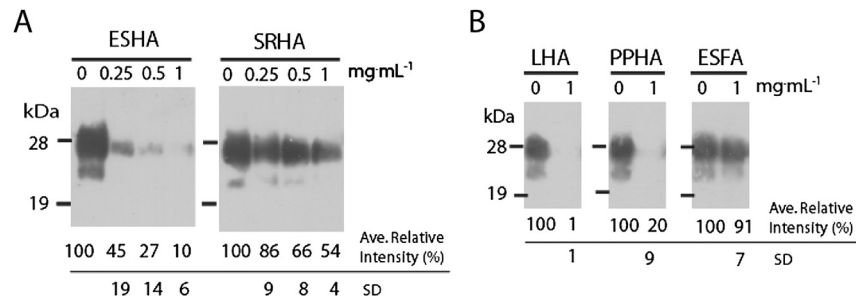 A
ESHA SRHA
0 0.25 0.5 1 0 0.25 0.5 1 mg·mL-1
kDa
28
19
100 45 27 10 100 86 66 54 Ave. Relative Intensity (%)
19 14 6 9 8 4 SD
B
LHA PPHA ESFA
0 1 0 1 0 1 mg·mL-1
kDa
28
19
100 1 100 20 100 91 Ave. Relative Intensity (%)
1 9 7 SD